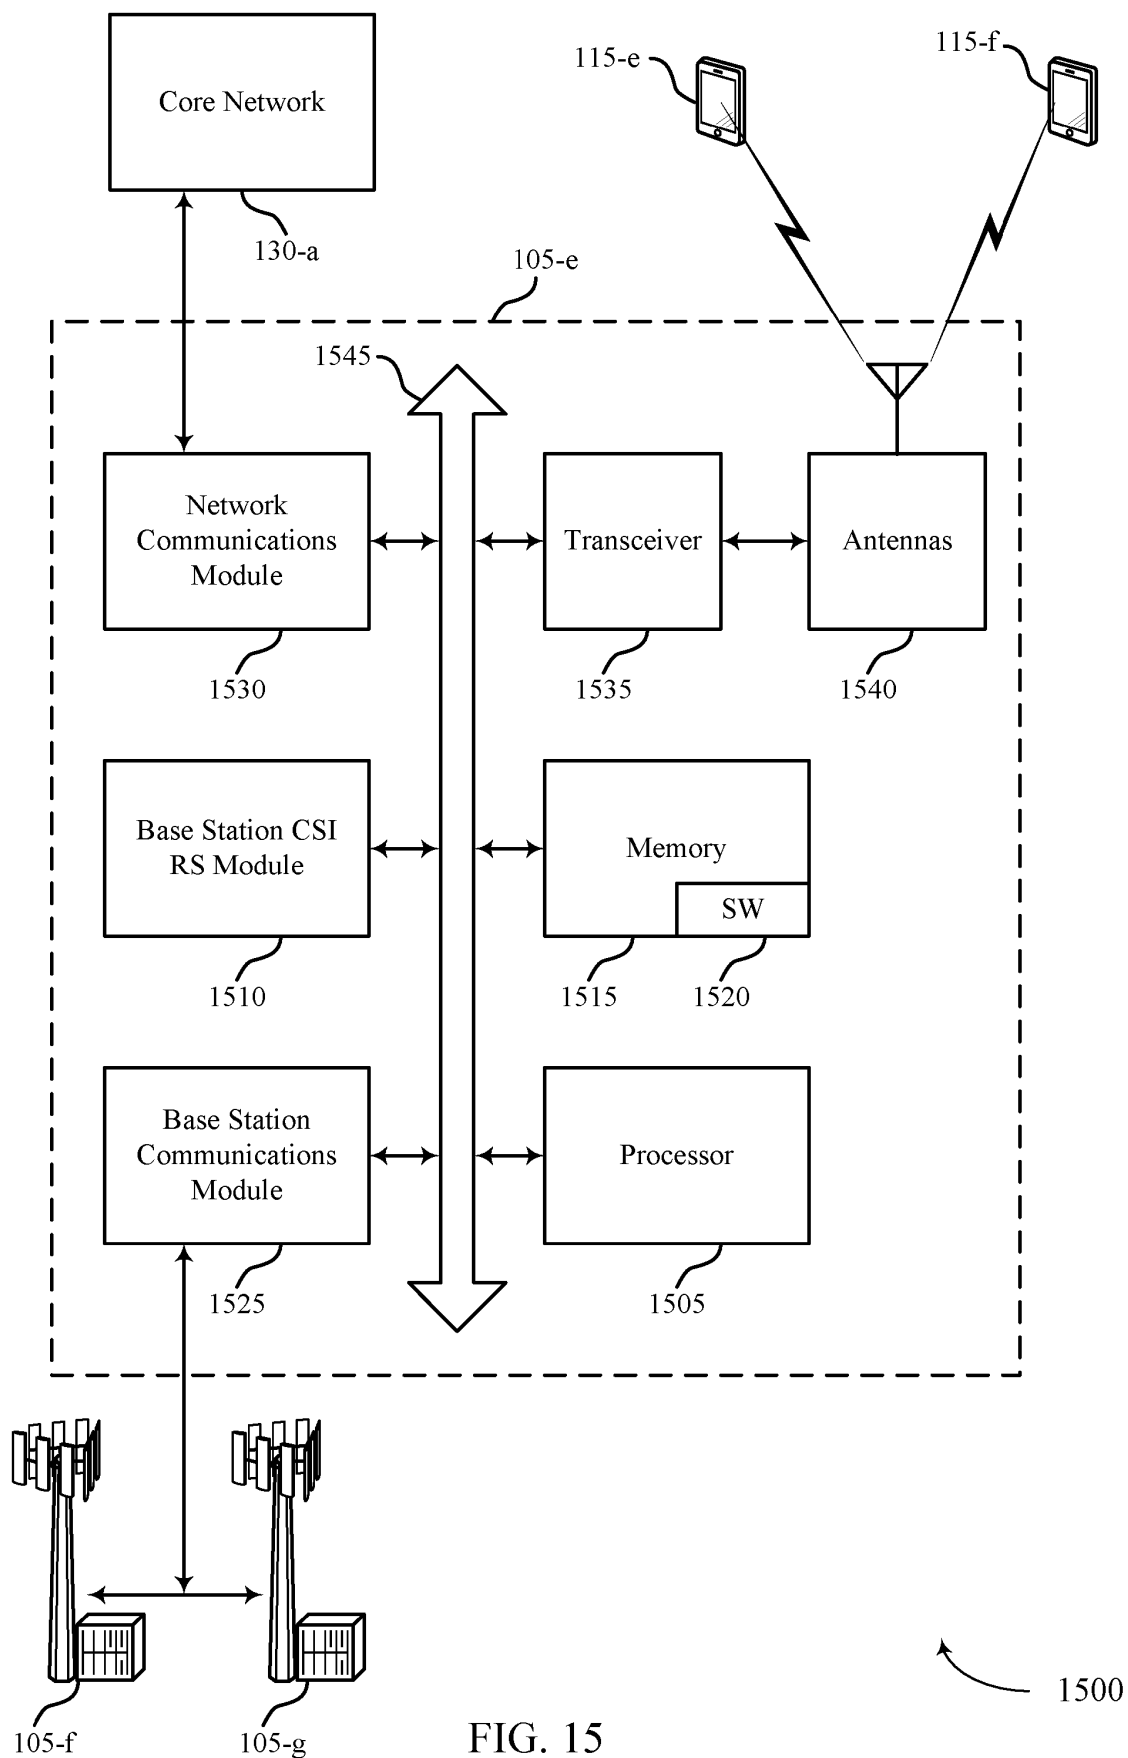 115-e
115-f
Core Network
130-a
105-e
1545
Network
Communications
Module
Transceiver
Antennas
1530
1535
1540
Base Station CSI
RS Module
Memory
SW
1510
1515
1520
Base Station
Communications
Module
Processor
1525
1505
105-f
105-g
1500
FIG. 15